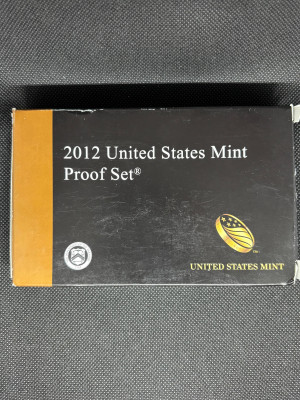 2012 United States Mint
Proof Set®
UNITED STATES MINT